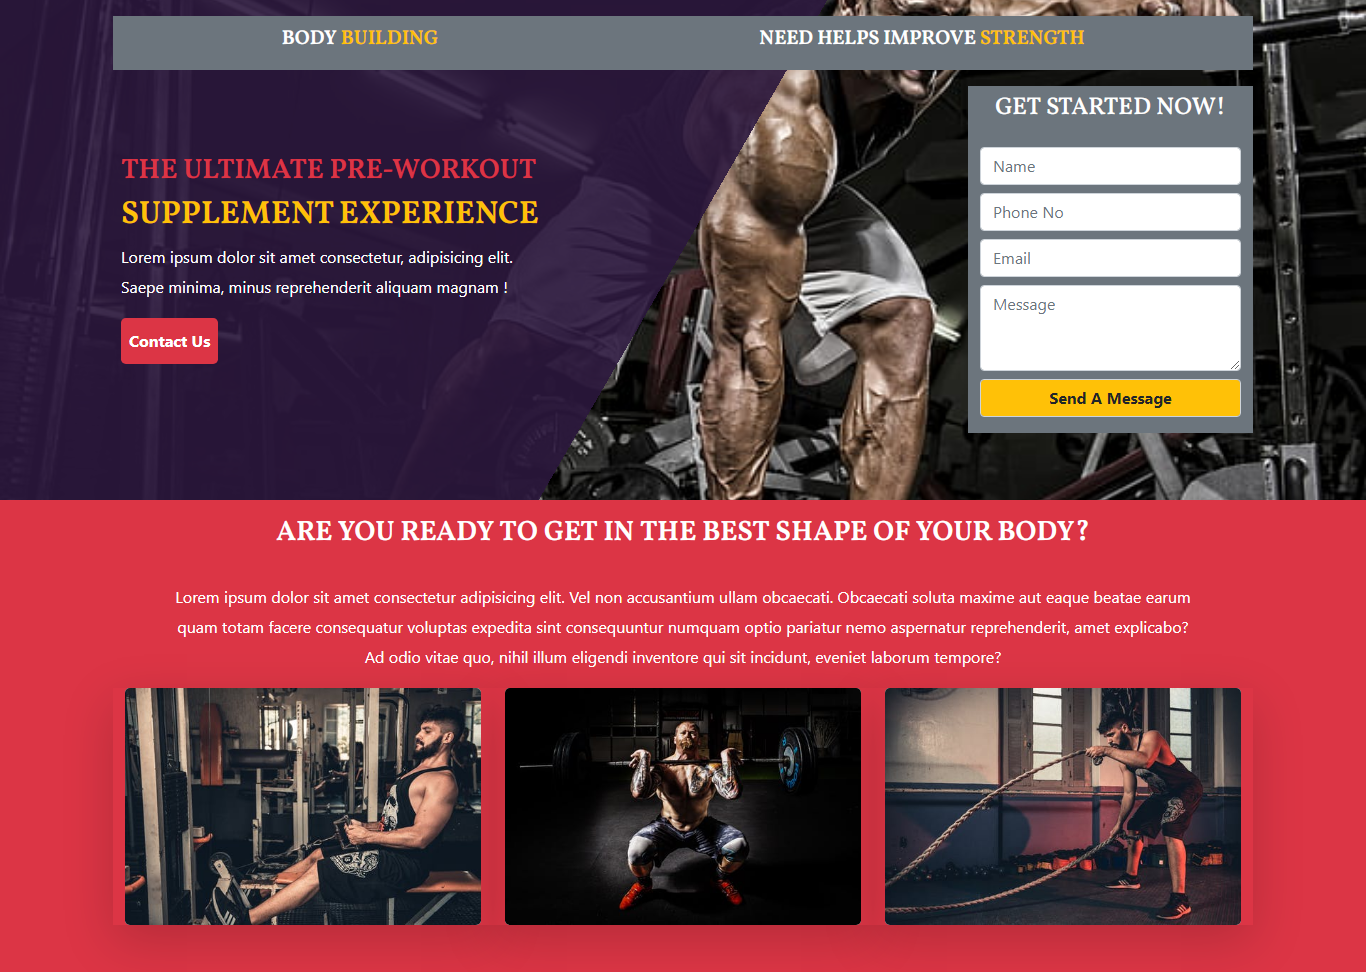 BODY BUILDING
NEED HELPS IMPROVE STRENGTH
THE ULTIMATE PRE-WORKOUT
SUPPLEMENT EXPERIENCE
Lorem ipsum dolor sit amet consectetur, adipisicing elit.
Saepe minima, minus reprehenderit aliquam magnam !
Contact Us
GET STARTED NOW!
Name
Phone No
Email
Message
Send A Message
ARE YOU READY TO GET IN THE BEST SHAPE OF YOUR BODY?
Lorem ipsum dolor sit amet consectetur adipisicing elit. Vel non accusantium ullam obcaecati. Obcaecati soluta maxime aut eaque beatae earum
quam totam facere consequatur voluptas expedita sint consequuntur numquam optio pariatur nemo aspernatur reprehenderit, amet explicabo?
Ad odio vitae quo, nihil illum eligendi inventore qui sit incidunt, eveniet laborum tempore?